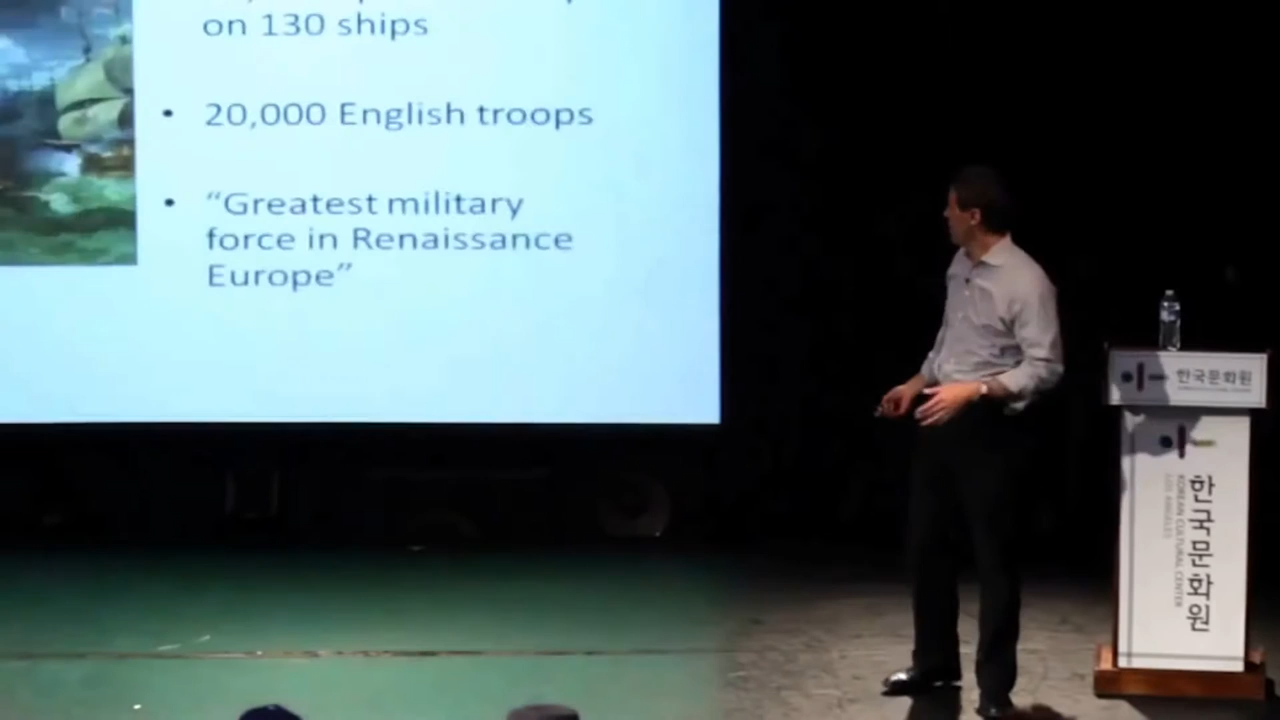 on 130 ships
• 20,000 English troops
• “Greatest military
force in Renaissance
Europe”
한국문화원
한국문화원
KOREAN CULTURAL CENTER
LOS ANGELES